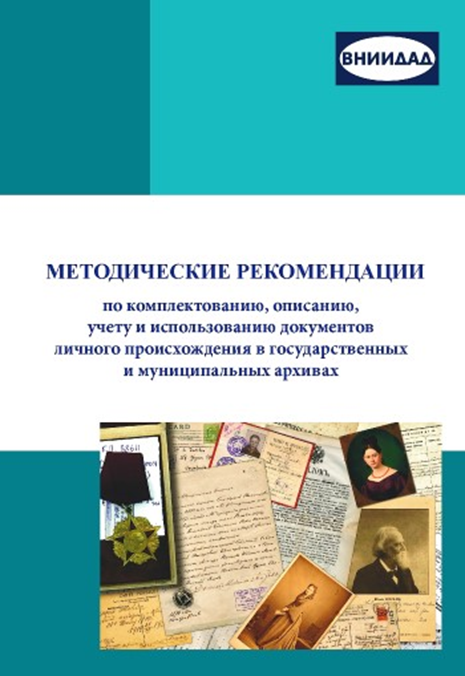 ВНИИДАД
МЕТОДИЧЕСКИЕ РЕКОМЕНДАЦИИ
по комплектованию, описанию,
учету и использованию документов
личного происхождения в государственных
и муниципальных архивах